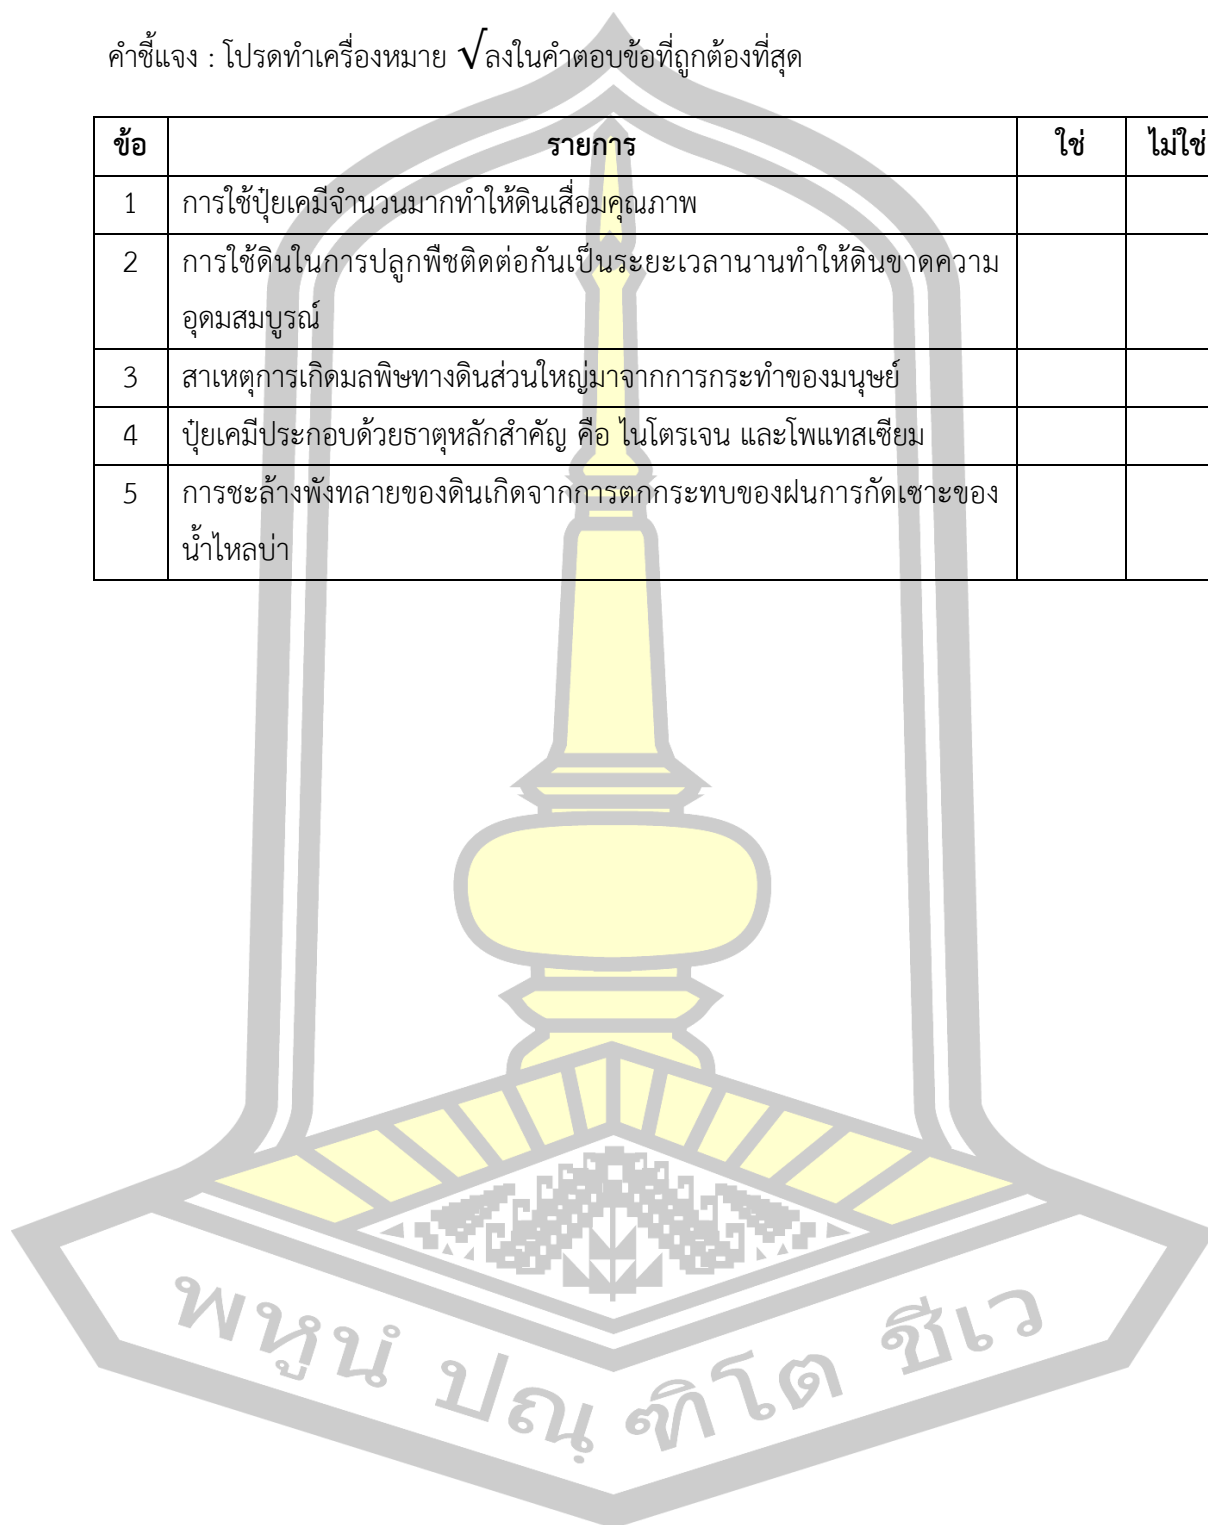 คำชี้แจง : โปรดทำเครื่องหมาย √ ลงในคำตอบข้อที่ถูกต้องที่สุด
ข้อ รายการ ใช่ ไม่ใช่
1 การใช้ปุ๋ยเคมีจำนวนมากทำให้ดินเสื่อมคุณภาพ
2 การใช้ดินในการปลูกพืชติดต่อกันเป็นระยะเวลานานทำให้ดินขาดความ
อุดมสมบูรณ์
3 สาเหตุการเกิดมลพิษทางดินส่วนใหญ่มาจากการกระทำของมนุษย์
4 ปุ๋ยเคมีประกอบด้วยธาตุหลักสำคัญ คือ ไนโตรเจน และโพแทสเซียม
5 การชะล้างพังทลายของดินเกิดจากการตกกระทบของฝนการกัดเซาะของ
น้ำไหลบ่า
พหูนํ ปณฺ ฑิโต ชีเว